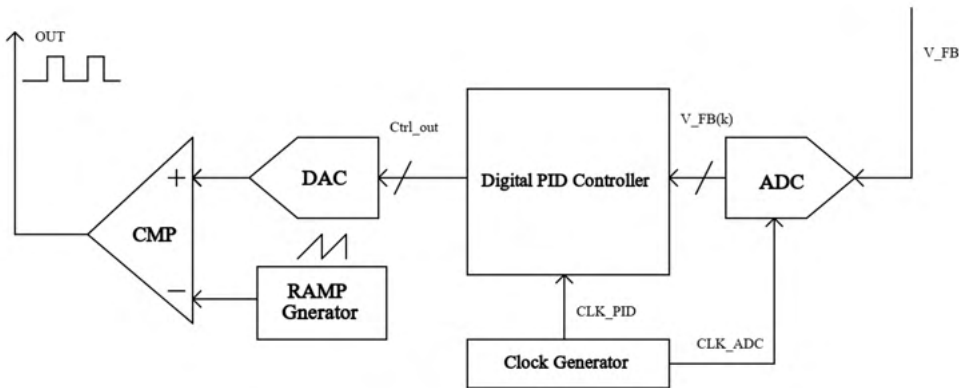 OUT
V_FB
Ctrl_out
V_FB(k)
+
DAC
Digital PID Controller
ADC
CMP
−
RAMP
Gnerator
CLK_PID
CLK_ADC
Clock Generator